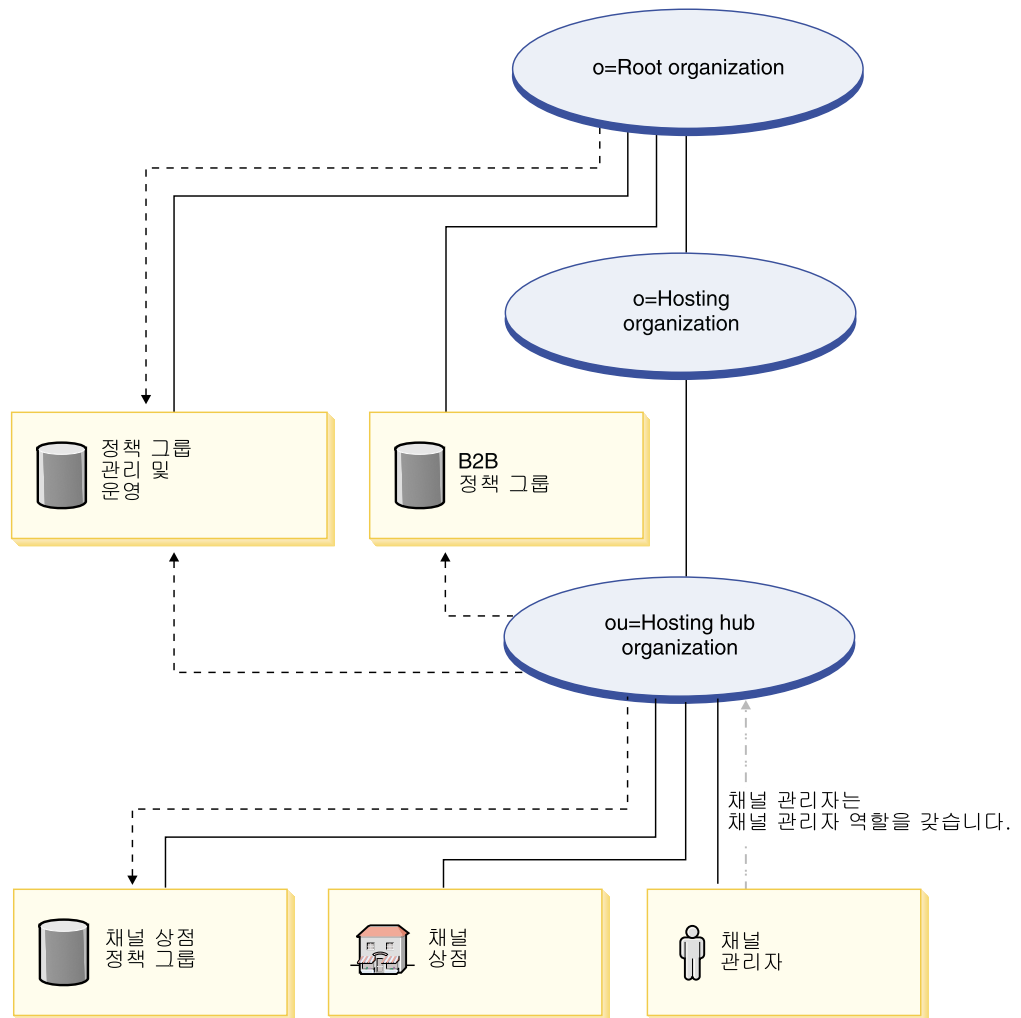 o=Root organization
o=Hosting
organization
정책 그룹
관리 및
운영
B2B
정책 그룹
ou=Hosting hub
organization
채널 관리자는
채널 관리자 역할을 갖습니다.
채널 상점
정책 그룹
채널
상점
채널
관리자